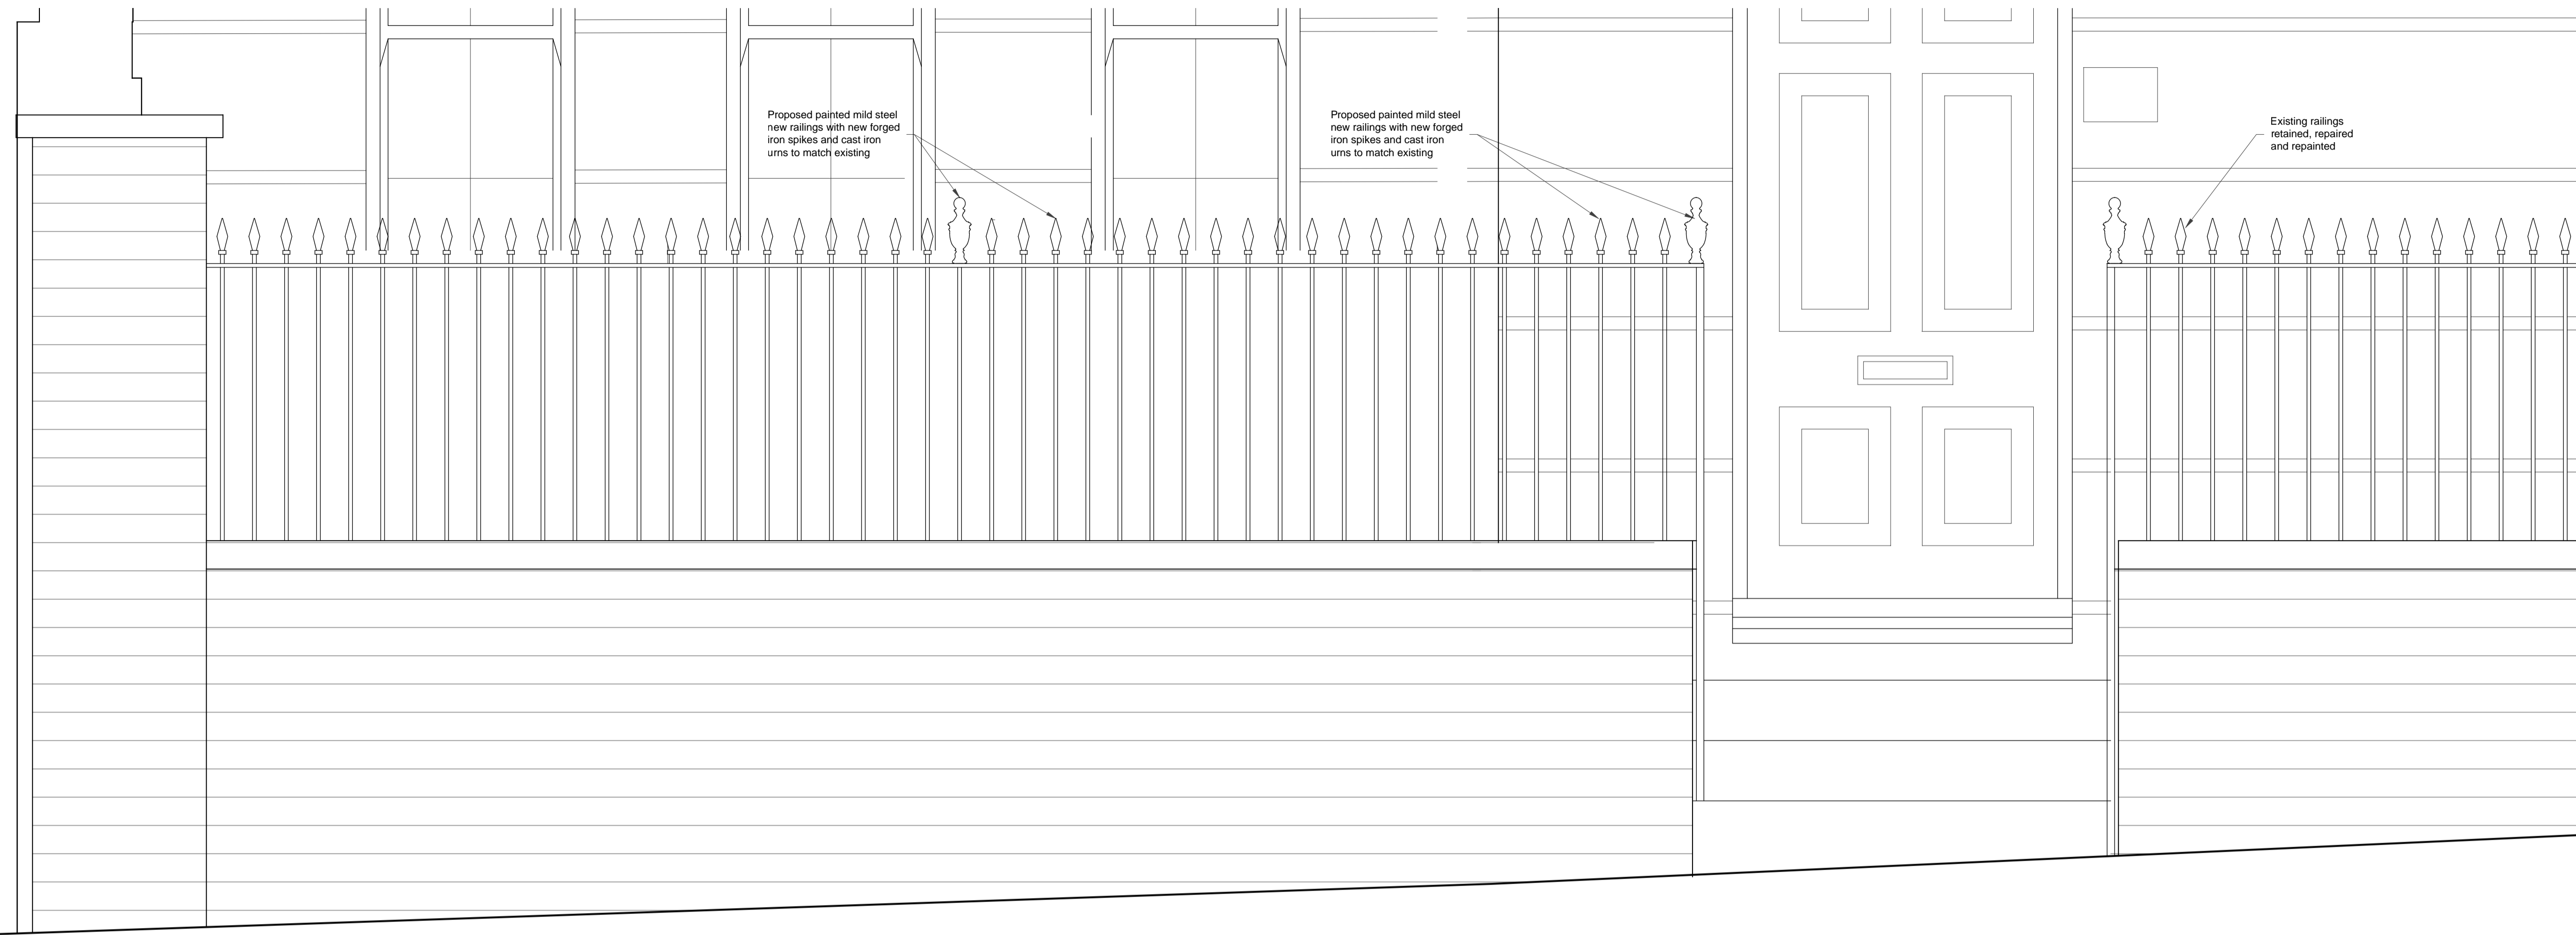 Proposed painted mild steel
new railings with new forged
iron spikes and cast iron
urns to match existing
Proposed painted mild steel
new railings with new forged
iron spikes and cast iron
urns to match existing
Existing railings
retained, repaired
and repainted